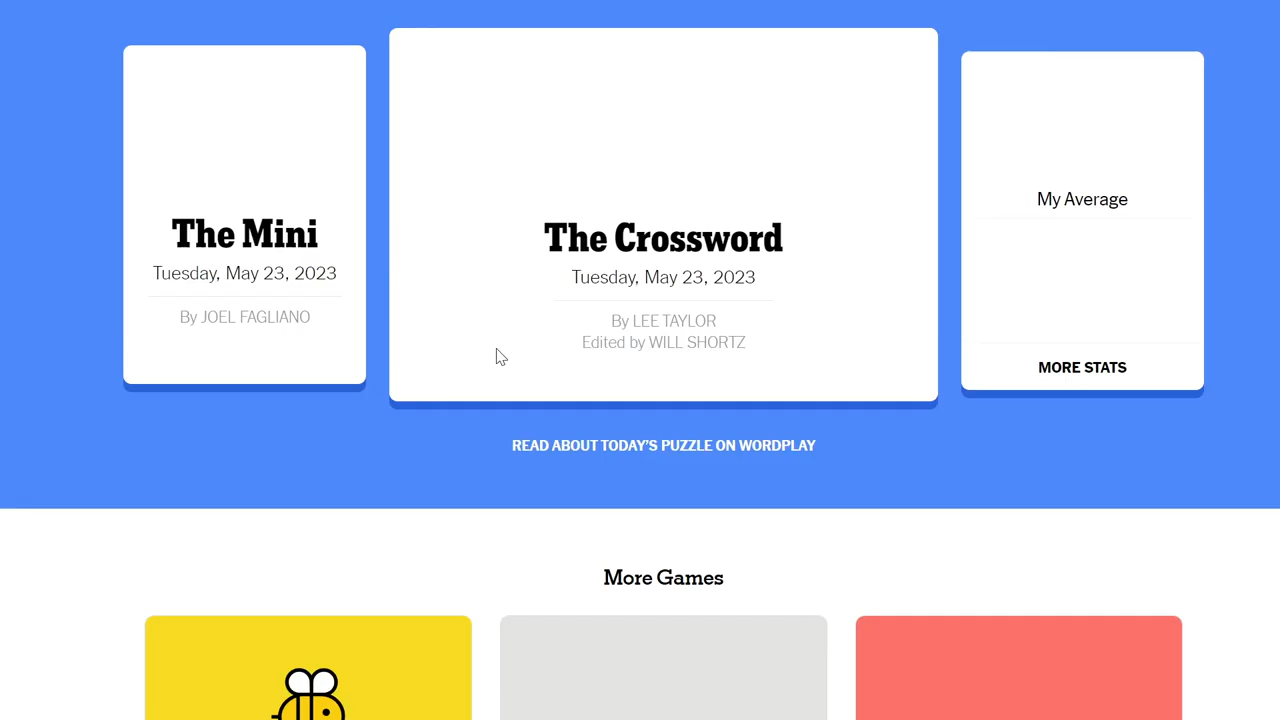 The Mini
Tuesday, May 23, 2023
By JOEL FAGLIANO
The Crossword
Tuesday, May 23, 2023
By LEE TAYLOR
Edited by WILL SHORTZ
My Average
MORE STATS
READ ABOUT TODAY’S PUZZLE ON WORDPLAY
More Games